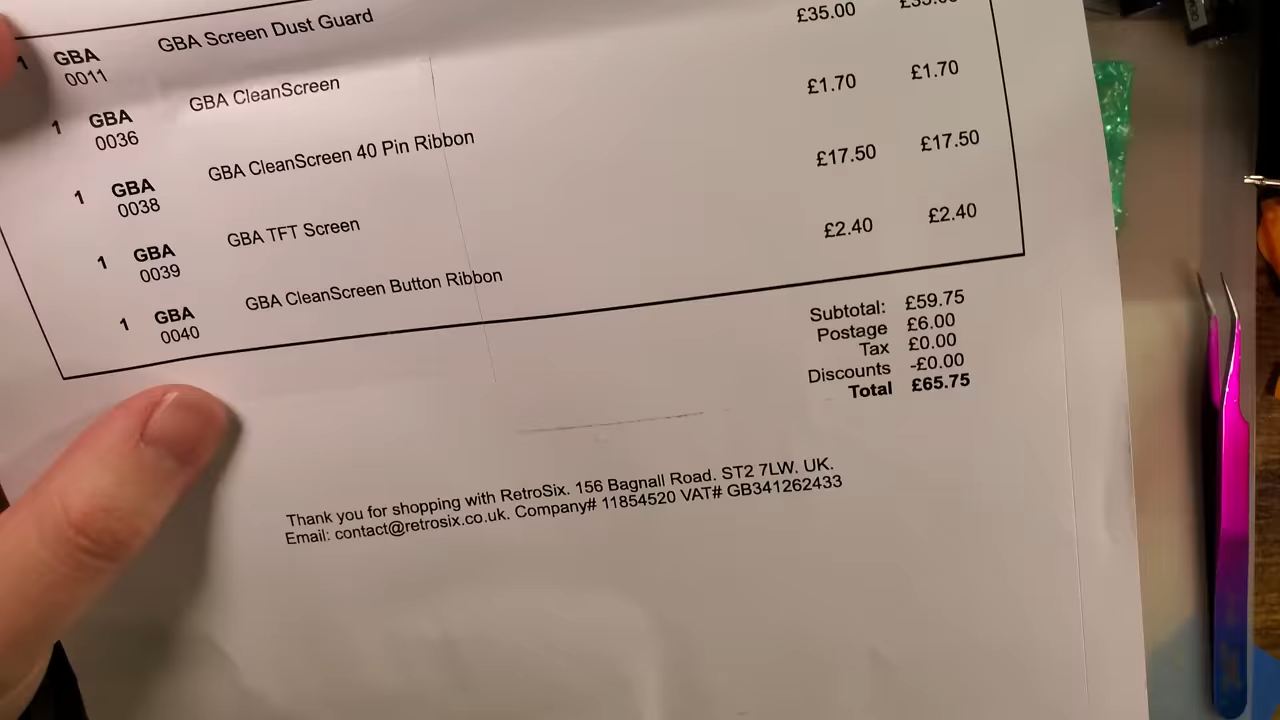 1 GBA 0011 GBA Screen Dust Guard
1 GBA 0036 GBA CleanScreen £35.00 £35.00
1 GBA 0038 GBA CleanScreen 40 Pin Ribbon £1.70 £1.70
1 GBA 0039 GBA TFT Screen £17.50 £17.50
1 GBA 0040 GBA CleanScreen Button Ribbon £2.40 £2.40
Subtotal: £59.75
Postage £6.00
Tax £0.00
Discounts -£0.00
Total £65.75
Thank you for shopping with RetroSix. 156 Bagnall Road. ST2 7LW. UK.
Email: contact@retrosix.co.uk. Company# 11854520 VAT# GB341262433